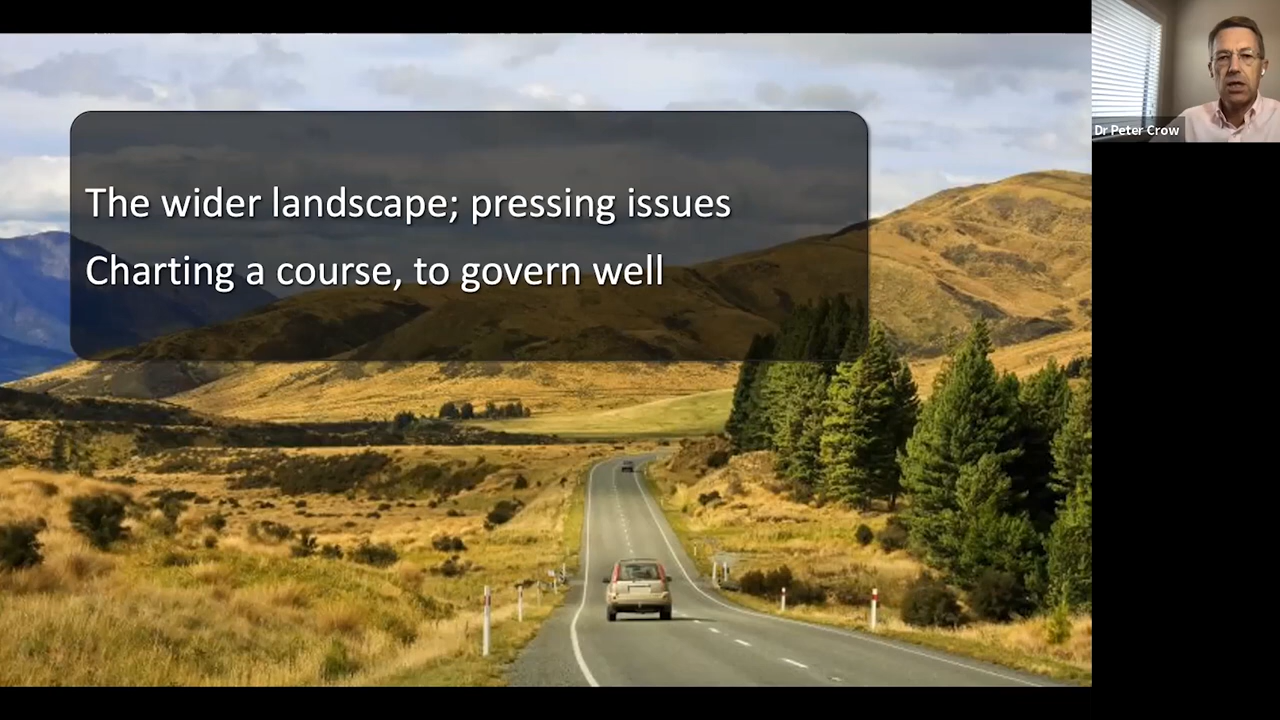 The wider landscape; pressing issues
Charting a course, to govern well
Dr Peter Crow